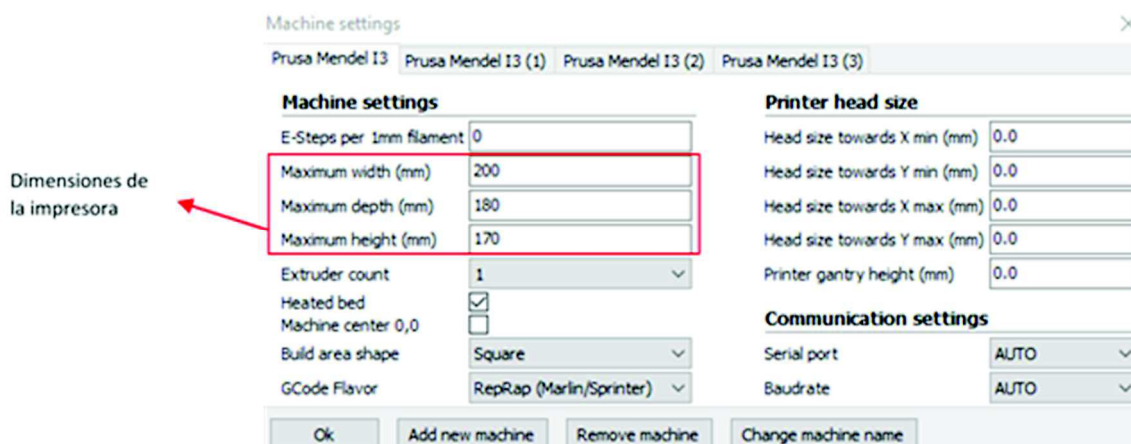 Machine settings
Prusa Mendel I3 Prusa Mendel I3 (1) Prusa Mendel I3 (2) Prusa Mendel I3 (3)
Machine settings
E-Steps per 1mm filament 0
Maximum width (mm) 200
Maximum depth (mm) 180
Maximum height (mm) 170
Extruder count 1
Heated bed
Machine center 0,0
Build area shape Square
GCode Flavor RepRap (Marlin/Sprinter)
Printer head size
Head size towards X min (mm) 0.0
Head size towards Y min (mm) 0.0
Head size towards X max (mm) 0.0
Head size towards Y max (mm) 0.0
Printer gantry height (mm) 0.0
Communication settings
Serial port AUTO
Baudrate AUTO
Ok Add new machine Remove machine Change machine name
Dimensiones de
la impresora